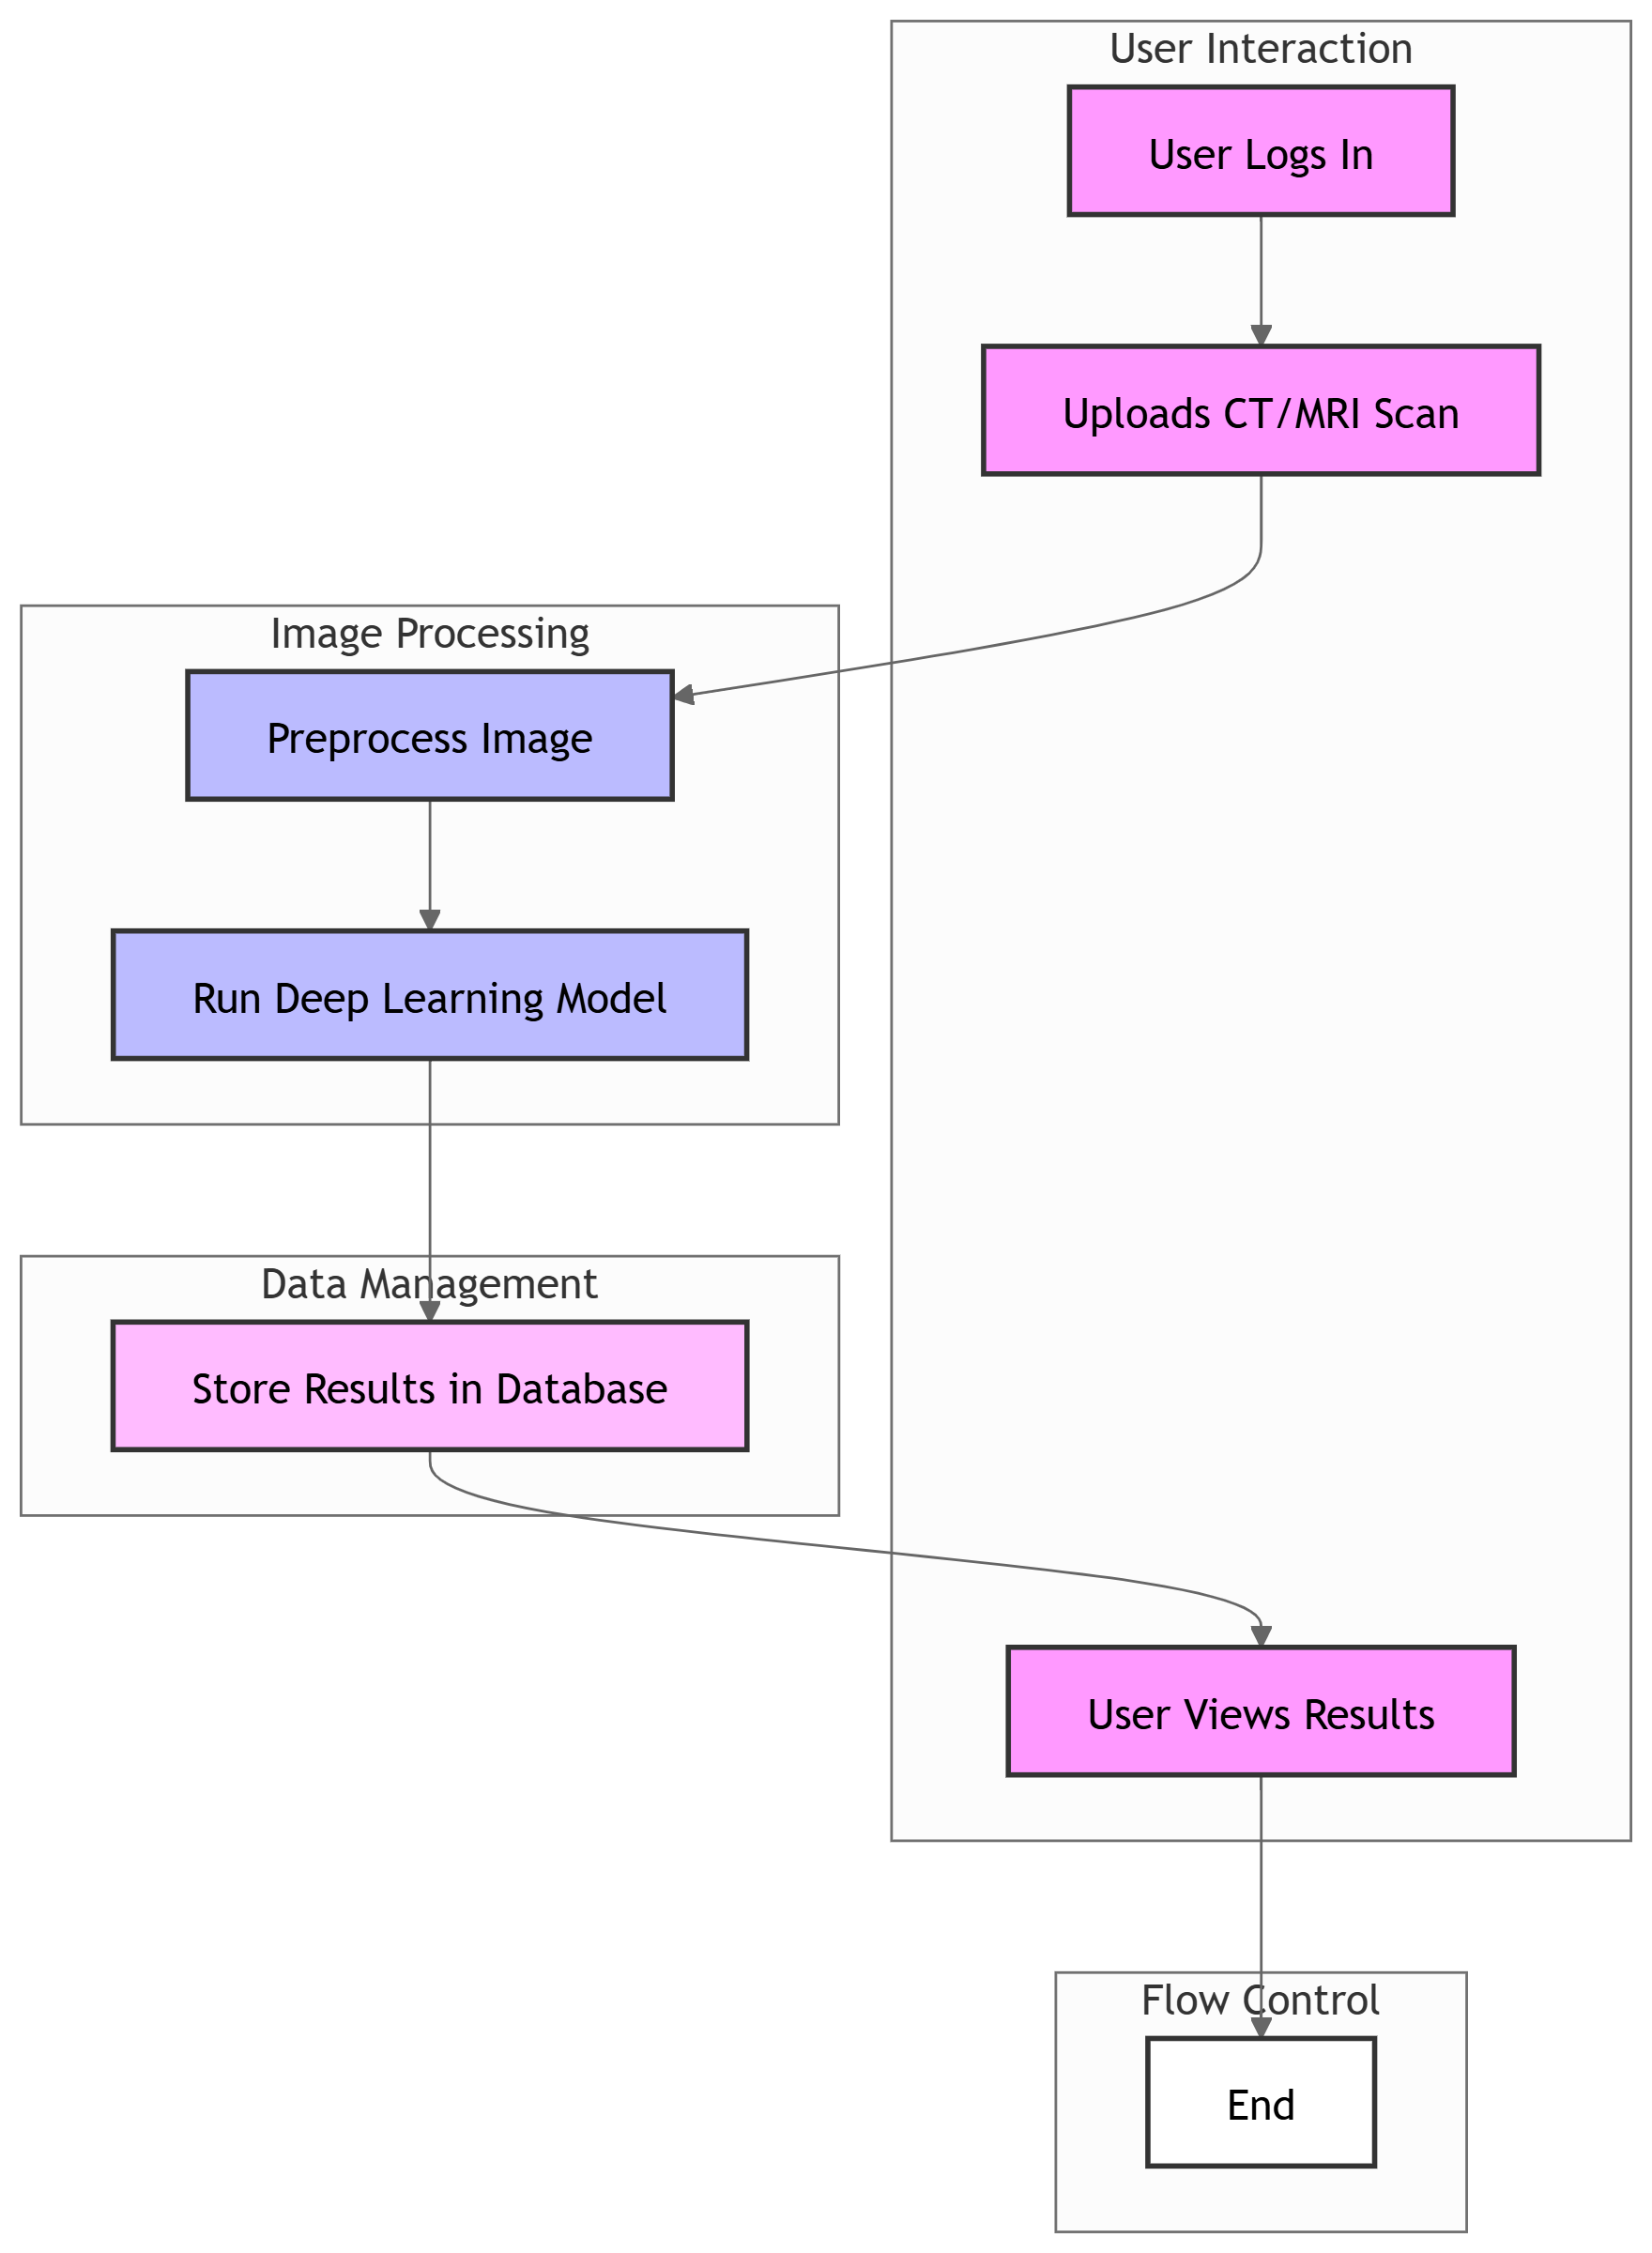 User Interaction
User Logs In
Uploads CT/MRI Scan
Image Processing
Preprocess Image
Run Deep Learning Model
Data Management
Store Results in Database
User Views Results
Flow Control
End